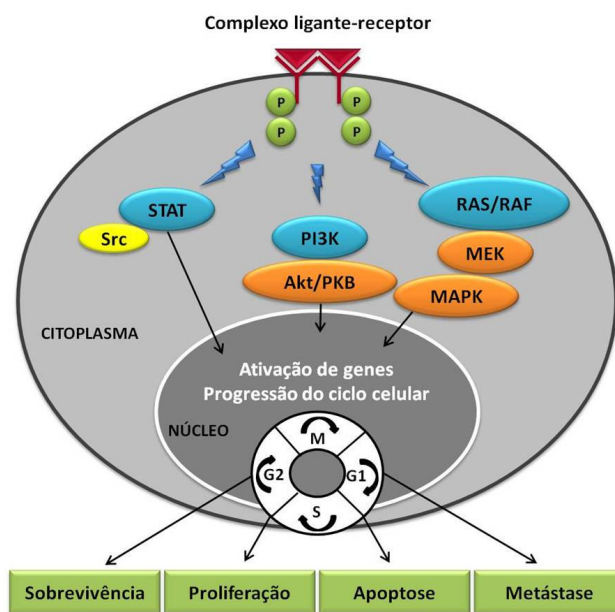 Complexo ligante-receptor
P
P
P
P
STAT
Src
PI3K
Akt/PKB
RAS/RAF
MEK
MAPK
CITOPLASMA
Ativação de genes
Progressão do ciclo celular
NÚCLEO
M
G2
G1
S
Sobrevivência
Proliferação
Apoptose
Metástase